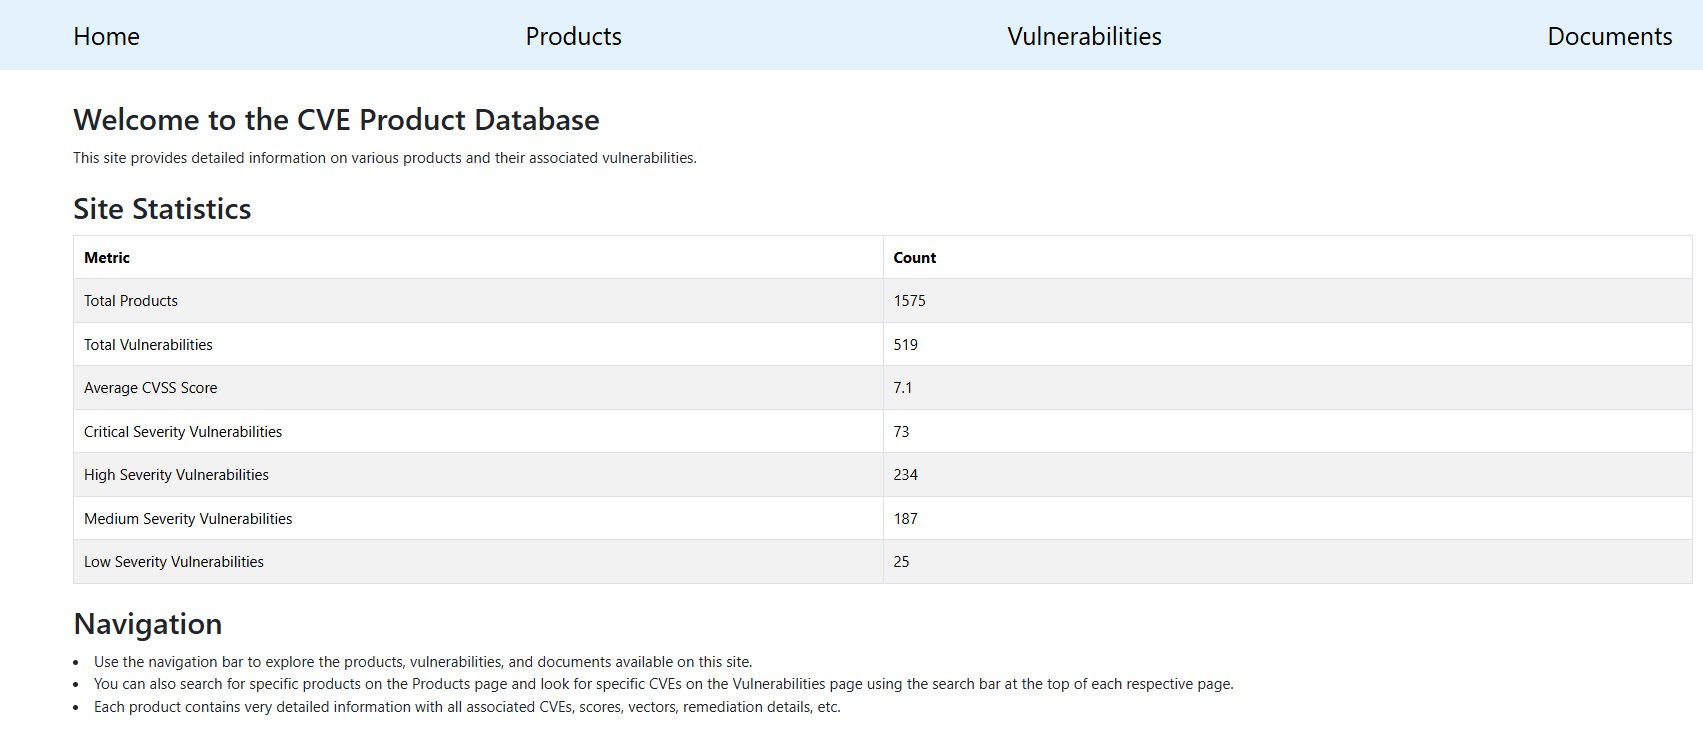 Home Products Vulnerabilities Documents
Welcome to the CVE Product Database
This site provides detailed information on various products and their associated vulnerabilities.
Site Statistics
Metric Count
Total Products 1575
Total Vulnerabilities 519
Average CVSS Score 7.1
Critical Severity Vulnerabilities 73
High Severity Vulnerabilities 234
Medium Severity Vulnerabilities 187
Low Severity Vulnerabilities 25
Navigation
• Use the navigation bar to explore the products, vulnerabilities, and documents available on this site.
• You can also search for specific products on the Products page and look for specific CVEs on the Vulnerabilities page using the search bar at the top of each respective page.
• Each product contains very detailed information with all associated CVEs, scores, vectors, remediation details, etc.